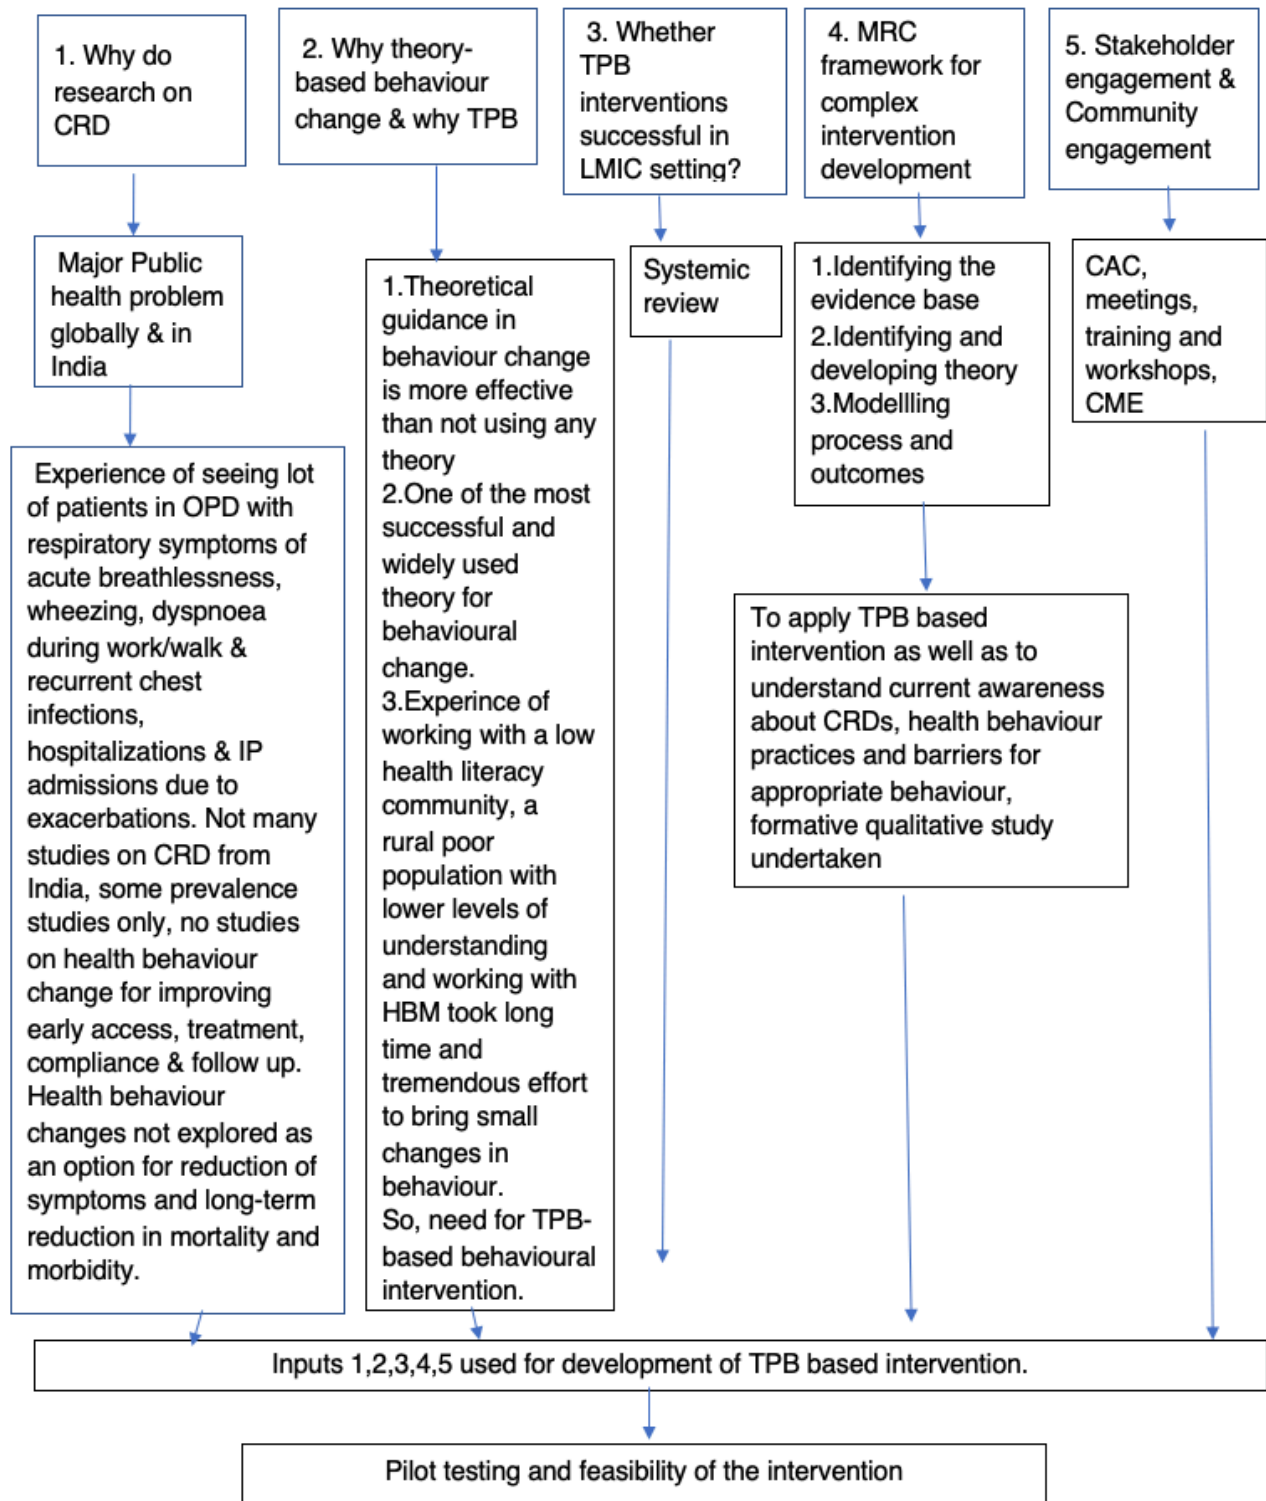 1. Why do
research on
CRD
2. Why theory-
based behaviour
change & why TPB
3. Whether
TPB
interventions
successful in
LMIC setting?
4. MRC
framework for
complex
intervention
development
5. Stakeholder
engagement &
Community
engagement
Major Public
health problem
globally & in
India
1.Theoretical
guidance in
behaviour change
is more effective
than not using any
theory
2.One of the most
successful and
widely used
theory for
behavioural
change.
3.Experince of
working with a low
health literacy
community, a
rural poor
population with
lower levels of
understanding
and working with
HBM took long
time and
tremendous effort
to bring small
changes in
behaviour.
So, need for TPB-
based behavioural
intervention.
Systemic
review
1.Identifying the
evidence base
2.Identifying and
developing theory
3.Modellling
process and
outcomes
CAC,
meetings,
training and
workshops,
CME
Experience of seeing lot
of patients in OPD with
respiratory symptoms of
acute breathlessness,
wheezing, dyspnoea
during work/walk &
recurrent chest
infections,
hospitalizations & IP
admissions due to
exacerbations. Not many
studies on CRD from
India, some prevalence
studies only, no studies
on health behaviour
change for improving
early access, treatment,
compliance & follow up.
Health behaviour
changes not explored as
an option for reduction of
symptoms and long-term
reduction in mortality and
morbidity.
To apply TPB based
intervention as well as to
understand current awareness
about CRDs, health behaviour
practices and barriers for
appropriate behaviour,
formative qualitative study
undertaken
Inputs 1,2,3,4,5 used for development of TPB based intervention.
Pilot testing and feasibility of the intervention